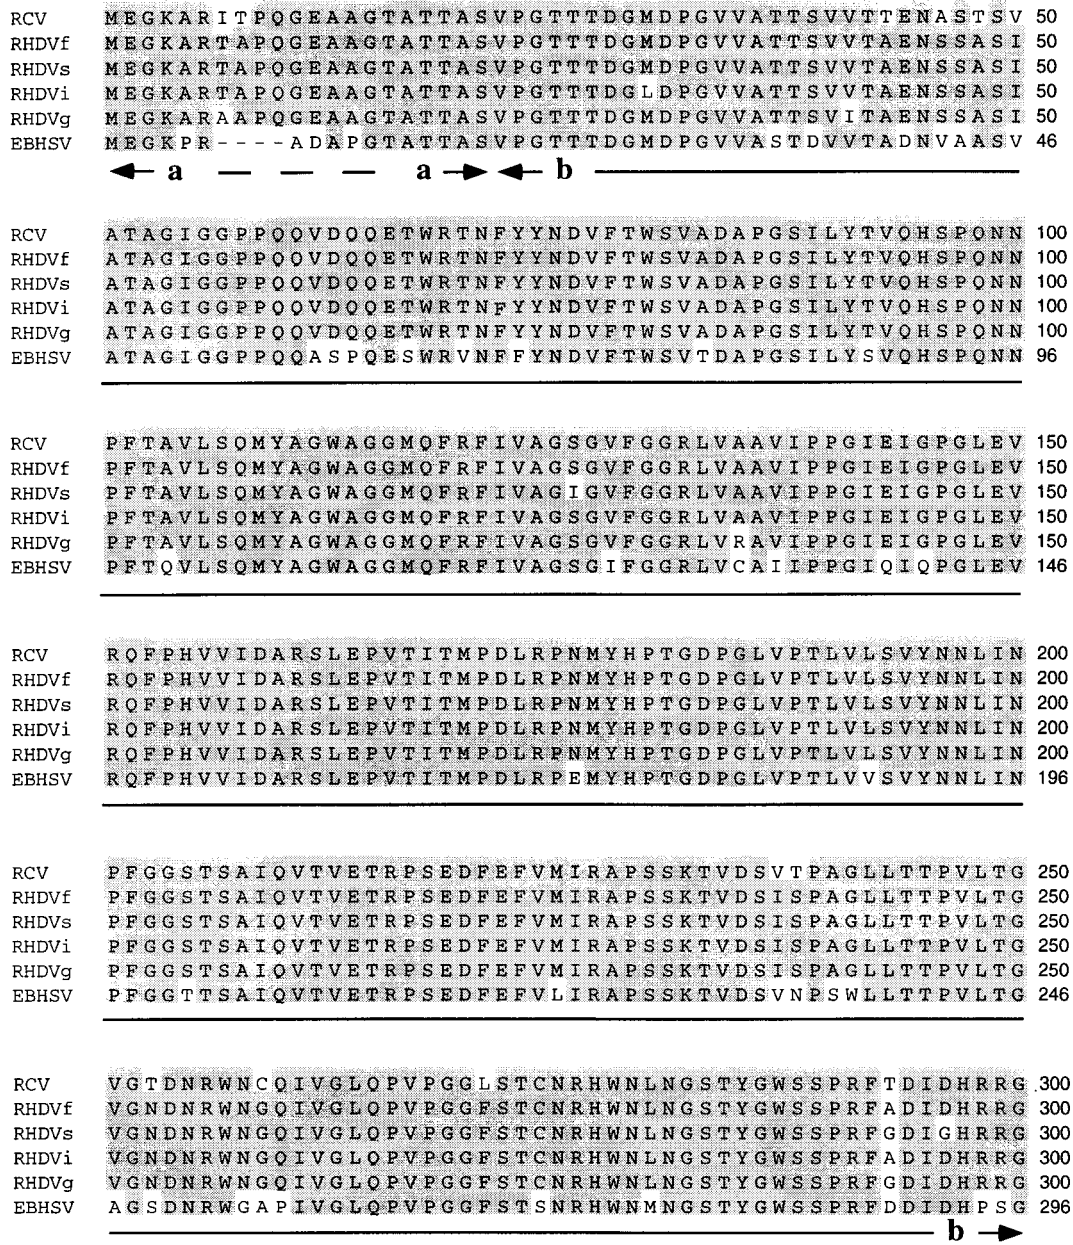 RCV MEGKARITPQGEAAGTATTASVPGTTTDGMDPGVVATTSVVTTENASTSV 50
RHDVf MEGKARTAPQGEAAGTATTASVPGTTTDGMDPGVVATTSVVTAENSSASI 50
RHDVs MEGKARTAPQGEAAGTATTASVPGTTTDGMDPGVVATTSVVTAENSSASI 50
RHDVi MEGKARTAPQGEAAGTATTASVPGTTTDGLDPGVVATTSVVTAENSSASI 50
RHDVg MEGKARAAPQGEAAGTATTASVPGTTTDGMDPGVVATTSVITAENSSASI 50
EBHSV MEGKPR----ADAPGTATTASVPGTTTDGMDPGVVASTDVVTADNVAASV 46
a a b
RCV ATAGIGGPPQQVDQQETWRTNFYYNDVFTWSVADAPGSILYTVQHSPQNN 100
RHDVf ATAGIGGPPQQVDQQETWRTNFYYNDVFTWSVADAPGSILYTVQHSPQNN 100
RHDVs ATAGIGGPPQQVDQQETWRTNFYYNDVFTWSVADAPGSILYTVQHSPQNN 100
RHDVi ATAGIGGPPQQVDQQETWRTNFYYNDVFTWSVADAPGSILYTVQHSPQNN 100
RHDVg ATAGIGGPPQQVDQQETWRTNFYYNDVFTWSVADAPGSILYTVQHSPQNN 100
EBHSV ATAGIGGPPQQASPQESWRVNFFYNDVFTWSVTDAPGSILYSVQHSPQNN 96
RCV PFTAVLSQMYAGWAGGMQFRFIVAGSGVFGGRLVAAVIPPGIEIGPGLEV 150
RHDVf PFTAVLSQMYAGWAGGMQFRFIVAGSGVFGGRLVAAVIPPGIEIGPGLEV 150
RHDVs PFTAVLSQMYAGWAGGMQFRFIVAGIGVFGGRLVAAVIPPGIEIGPGLEV 150
RHDVi PFTAVLSQMYAGWAGGMQFRFIVAGSGVFGGRLVAAVIPPGIEIGPGLEV 150
RHDVg PFTAVLSQMYAGWAGGMQFRFIVAGSGVFGGRLVRAVIPPGIEIGPGLEV 150
EBHSV PFTQVLSQMYAGWAGGMQFRFIVAGSGIFGGRLVCAIIPPGIQIQPGLEV 146
RCV RQFPHVVIDARSLEPVTITMPDLRPNMYHPTGDPGLVPTLVLSVYNNLIN 200
RHDVf RQFPHVVIDARSLEPVTITMPDLRPNMYHPTGDPGLVPTLVLSVYNNLIN 200
RHDVs RQFPHVVIDARSLEPVTITMPDLRPNMYHPTGDPGLVPTLVLSVYNNLIN 200
RHDVi RQFPHVVIDARSLEPVTITMPDLRPNMYHPTGDPGLVPTLVLSVYNNLIN 200
RHDVg RQFPHVVIDARSLEPVTITMPDLRPNMYHPTGDPGLVPTLVLSVYNNLIN 200
EBHSV RQFPHVVIDARSLEPVTITMPDLRPEMYHPTGDPGLVPTLVVSVYNNLIN 196
RCV PFGGSTSAIQVTVETRPSEDFEFVMIRAPSSKTVDSVTPAGLLTTPVLTG 250
RHDVf PFGGSTSAIQVTVETRPSEDFEFVMIRAPSSKTVDSISPAGLLTTPVLTG 250
RHDVs PFGGSTSAIQVTVETRPSEDFEFVMIRAPSSKTVDSISPAGLLTTPVLTG 250
RHDVi PFGGSTSAIQVTVETRPSEDFEFVMIRAPSSKTVDSISPAGLLTTPVLTG 250
RHDVg PFGGSTSAIQVTVETRPSEDFEFVMIRAPSSKTVDSISPAGLLTTPVLTG 250
EBHSV PFGGTTSAIQVTVETRPSEDFEFVLIRAPSSKTVDSVNPSWLLTTPVLTG 246
RCV VGTDNRWNCQIVGLQPVPGGLSTCNRHWNLNGSTYGWSSPRFTDIDHRRG 300
RHDVf VGNDNRWNGQIVGLQPVPGGFSTCNRHWNLNGSTYGWSSPRFADIDHRRG 300
RHDVs VGNDNRWNGQIVGLQPVPGGFSTCNRHWNLNGSTYGWSSPRFGDIGHRRG 300
RHDVi VGNDNRWNGQIVGLQPVPGGFSTCNRHWNLNGSTYGWSSPRFADIDHRRG 300
RHDVg VGNDNRWNGQIVGLQPVPGGFSTCNRHWNLNGSTYGWSSPRFGDIDHRRG 300
EBHSV AGSDNRWGAPIVGLQPVPGGFSTSNRHWNMNGSTYGWSSPRFDDIDHPSG 296
b